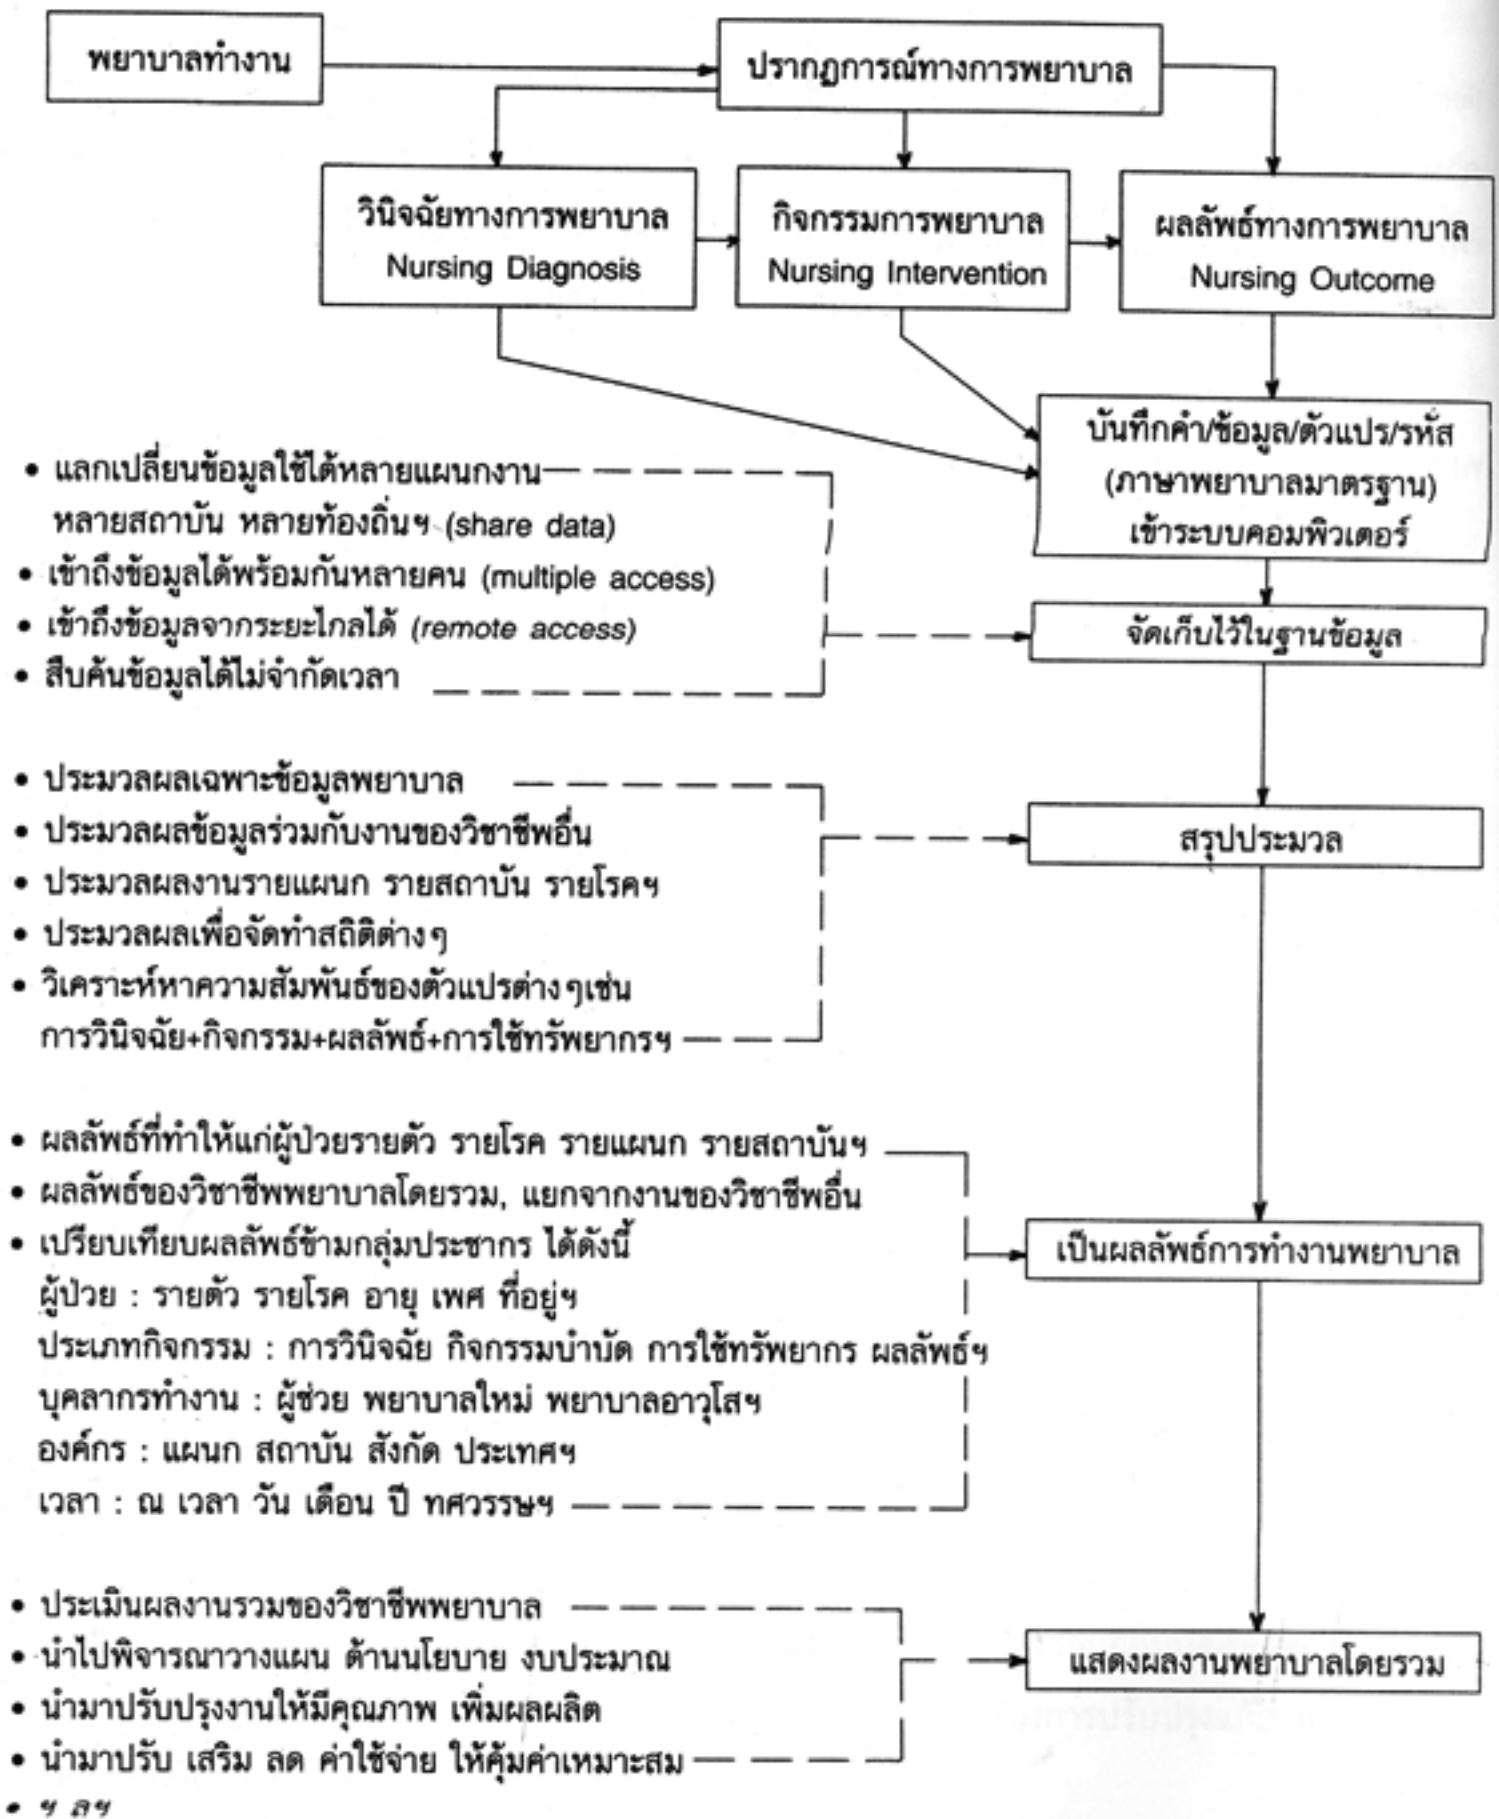 พยาบาลทำงาน
ปรากฏการณ์ทางการพยาบาล
วินิจฉัยทางการพยาบาล
Nursing Diagnosis
กิจกรรมการพยาบาล
Nursing Intervention
ผลลัพธ์ทางการพยาบาล
Nursing Outcome
บันทึกคำ/ข้อมูล/ตัวแปร/รหัส
(ภาษาพยาบาลมาตรฐาน)
เข้าระบบคอมพิวเตอร์
• แลกเปลี่ยนข้อมูลใช้ได้หลายแผนกงาน
หลายสถาบัน หลายท้องถิ่นฯ (share data)
• เข้าถึงข้อมูลได้พร้อมกันหลายคน (multiple access)
• เข้าถึงข้อมูลจากระยะไกลได้ (remote access)
• สืบค้นข้อมูลได้ไม่จำกัดเวลา
จัดเก็บไว้ในฐานข้อมูล
• ประมวลผลเฉพาะข้อมูลพยาบาล
• ประมวลผลข้อมูลร่วมกับงานของวิชาชีพอื่น
• ประมวลผลงานรายแผนก รายสถาบัน รายโรคฯ
• ประมวลผลเพื่อจัดทำสถิติต่างๆ
• วิเคราะห์หาความสัมพันธ์ของตัวแปรต่างๆเช่น
การวินิจฉัย+กิจกรรม+ผลลัพธ์+การใช้ทรัพยากรฯ
สรุปประมวล
• ผลลัพธ์ที่ทำให้แก่ผู้ป่วยรายตัว รายโรค รายแผนก รายสถาบันฯ
• ผลลัพธ์ของวิชาชีพพยาบาลโดยรวม, แยกจากงานของวิชาชีพอื่น
• เปรียบเทียบผลลัพธ์ข้ามกลุ่มประชากร ได้ดังนี้
ผู้ป่วย : รายตัว รายโรค อายุ เพศ ที่อยู่ฯ
ประเภทกิจกรรม : การวินิจฉัย กิจกรรมบำบัด การใช้ทรัพยากร ผลลัพธ์ฯ
บุคลากรทำงาน : ผู้ช่วย พยาบาลใหม่ พยาบาลอาวุโสฯ
องค์กร : แผนก สถาบัน สังกัด ประเทศฯ
เวลา : ณ เวลา วัน เดือน ปี ทศวรรษฯ
เป็นผลลัพธ์การทำงานพยาบาล
• ประเมินผลงานรวมของวิชาชีพพยาบาล
• นำไปพิจารณาวางแผน ด้านนโยบาย งบประมาณ
• นำมาปรับปรุงงานให้มีคุณภาพ เพิ่มผลผลิต
• นำมาปรับ เสริม ลด ค่าใช้จ่าย ให้คุ้มค่าเหมาะสม
• ฯ ลฯ
แสดงผลงานพยาบาลโดยรวม